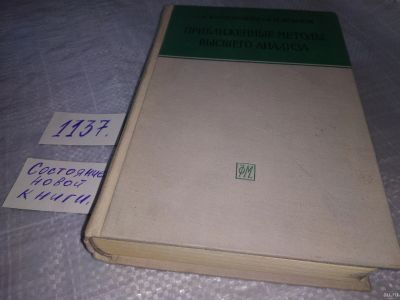 ПРИБЛИЖЕННЫЕ МЕТОДЫ
ВЫСШЕГО АНАЛИЗА
1137.
Состояние
новой
книги.
ФМ